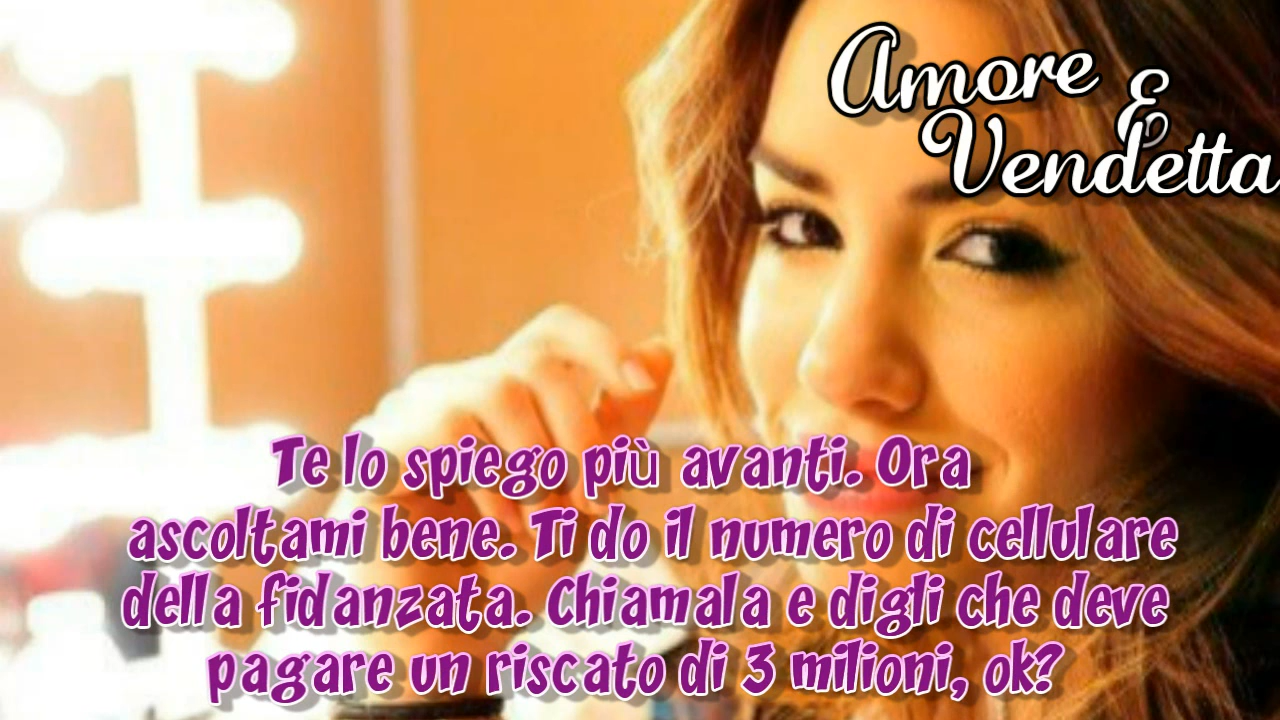 Amore
&
Vendetta
Te lo spiego più avanti. Ora
ascoltami bene. Ti do il numero di cellulare
della fidanzata. Chiamala e digli che deve
pagare un riscato di 3 milioni, ok?